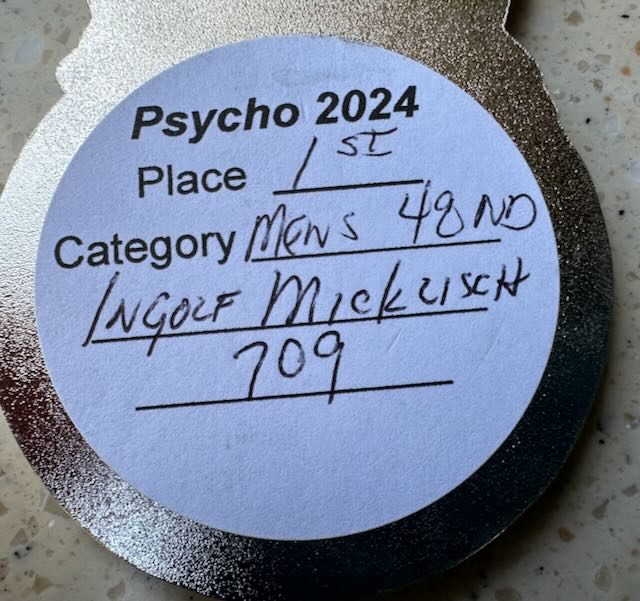 Psycho 2024
Place 1ST
Category MENS 48ND
INGOLF MICKLISCH
709